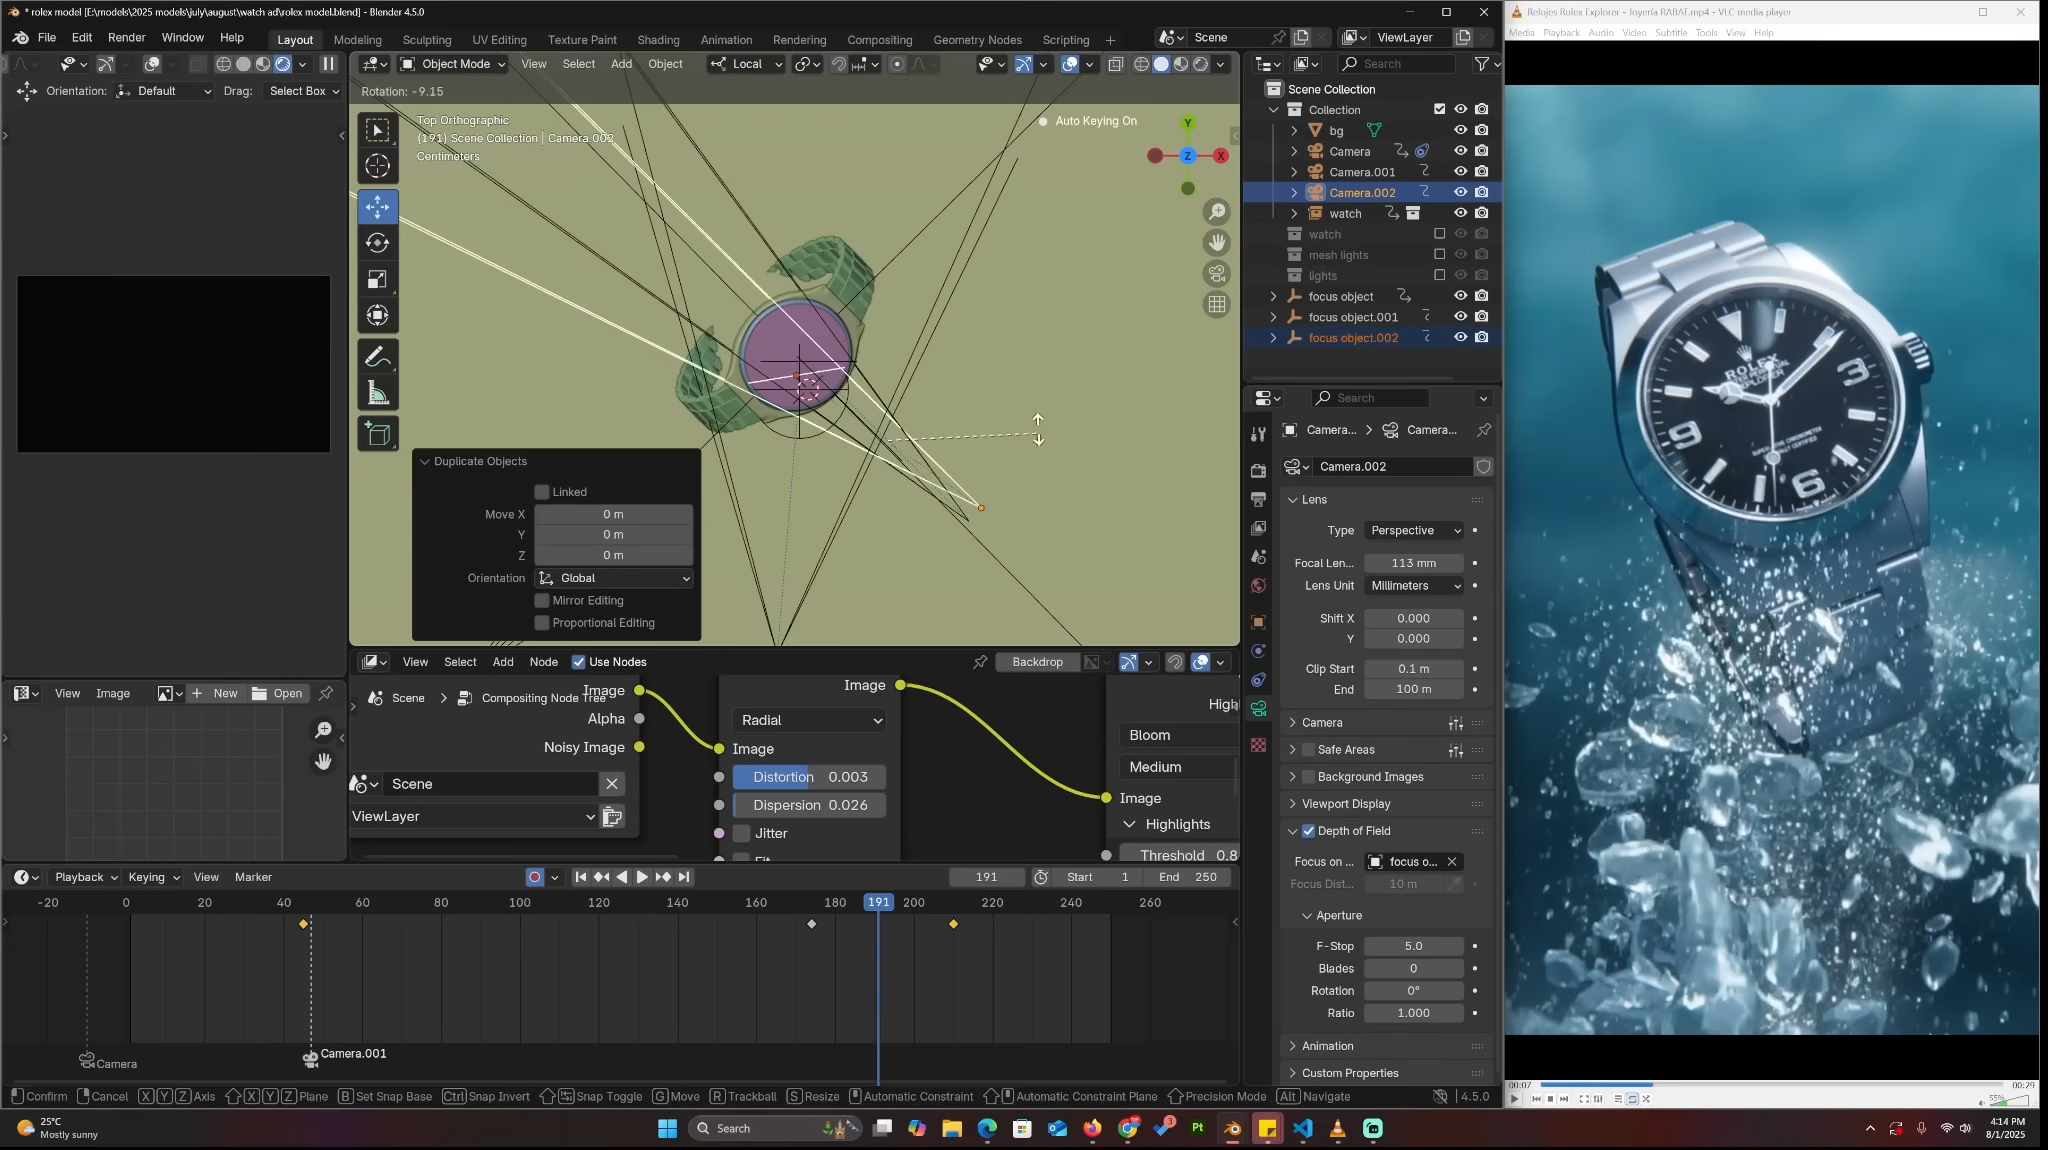 * rolex model [E:\models\2025 models\july\august\watch ad\rolex model.blend] - Blender 4.5.0
File Edit Render Window Help
Layout Modeling Sculpting UV Editing Texture Paint Shading Animation Rendering Compositing Geometry Nodes Scripting +
Scene
ViewLayer
Object Mode View Select Add Object Local
Orientation: Default Drag: Select Box
Rotation: -9.15
Top Orthographic
(191) Scene Collection | Camera.002
Centimeters
Auto Keying On
Y
Z
X
Duplicate Objects
Linked
Move X 0 m
Y 0 m
Z 0 m
Orientation Global
Mirror Editing
Proportional Editing
Search
Scene Collection
Collection
bg
Camera
Camera.001
Camera.002
watch
watch
mesh lights
lights
focus object
focus object.001
focus object.002
Search
Camera... > Camera...
Camera.002
Lens
Type Perspective
Focal Len... 113 mm
Lens Unit Millimeters
Shift X 0.000
Y 0.000
Clip Start 0.1 m
End 100 m
Camera
Safe Areas
Background Images
Viewport Display
Depth of Field
Focus on ... focus o...
Focus Dist... 10 m
Aperture
F-Stop 5.0
Blades 0
Rotation 0°
Ratio 1.000
Animation
Custom Properties
View Image New Open
View Select Add Node Use Nodes Backdrop
Scene > Compositing Node Tree
Image
Alpha
Noisy Image
Scene
ViewLayer
Image
Radial
Image
Distortion 0.003
Dispersion 0.026
Jitter
Bloom
Medium
Image
Highlights
Threshold 0.8
Playback Keying View Marker
191 Start 1 End 250
-20 0 20 40 60 80 100 120 140 160 180 191 200 220 240 260
Camera
Camera.001
Confirm Cancel X Y Z Axis X Y Z Plane B Set Snap Base Ctrl Snap Invert Snap Toggle G Move R Trackball S Resize Automatic Constraint Automatic Constraint Plane Precision Mode Alt Navigate 4.5.0
Relojes Rolex Explorer - Joyería RABAT.mp4 - VLC media player
Media Playback Audio Video Subtitle Tools View Help
ROLEX
EXPLORER
3
6
9
00:07
00:29
55%
25°C
Mostly sunny
Search
3
Pt
4:14 PM
8/1/2025